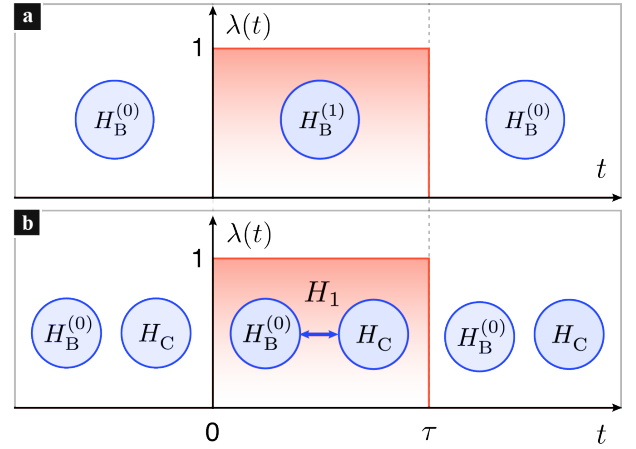 a
λ(t)
1
H_B^(0) H_B^(1) H_B^(0)
t
b
λ(t)
1
H_1
H_B^(0) H_C H_B^(0) H_C H_B^(0) H_C
0 τ t